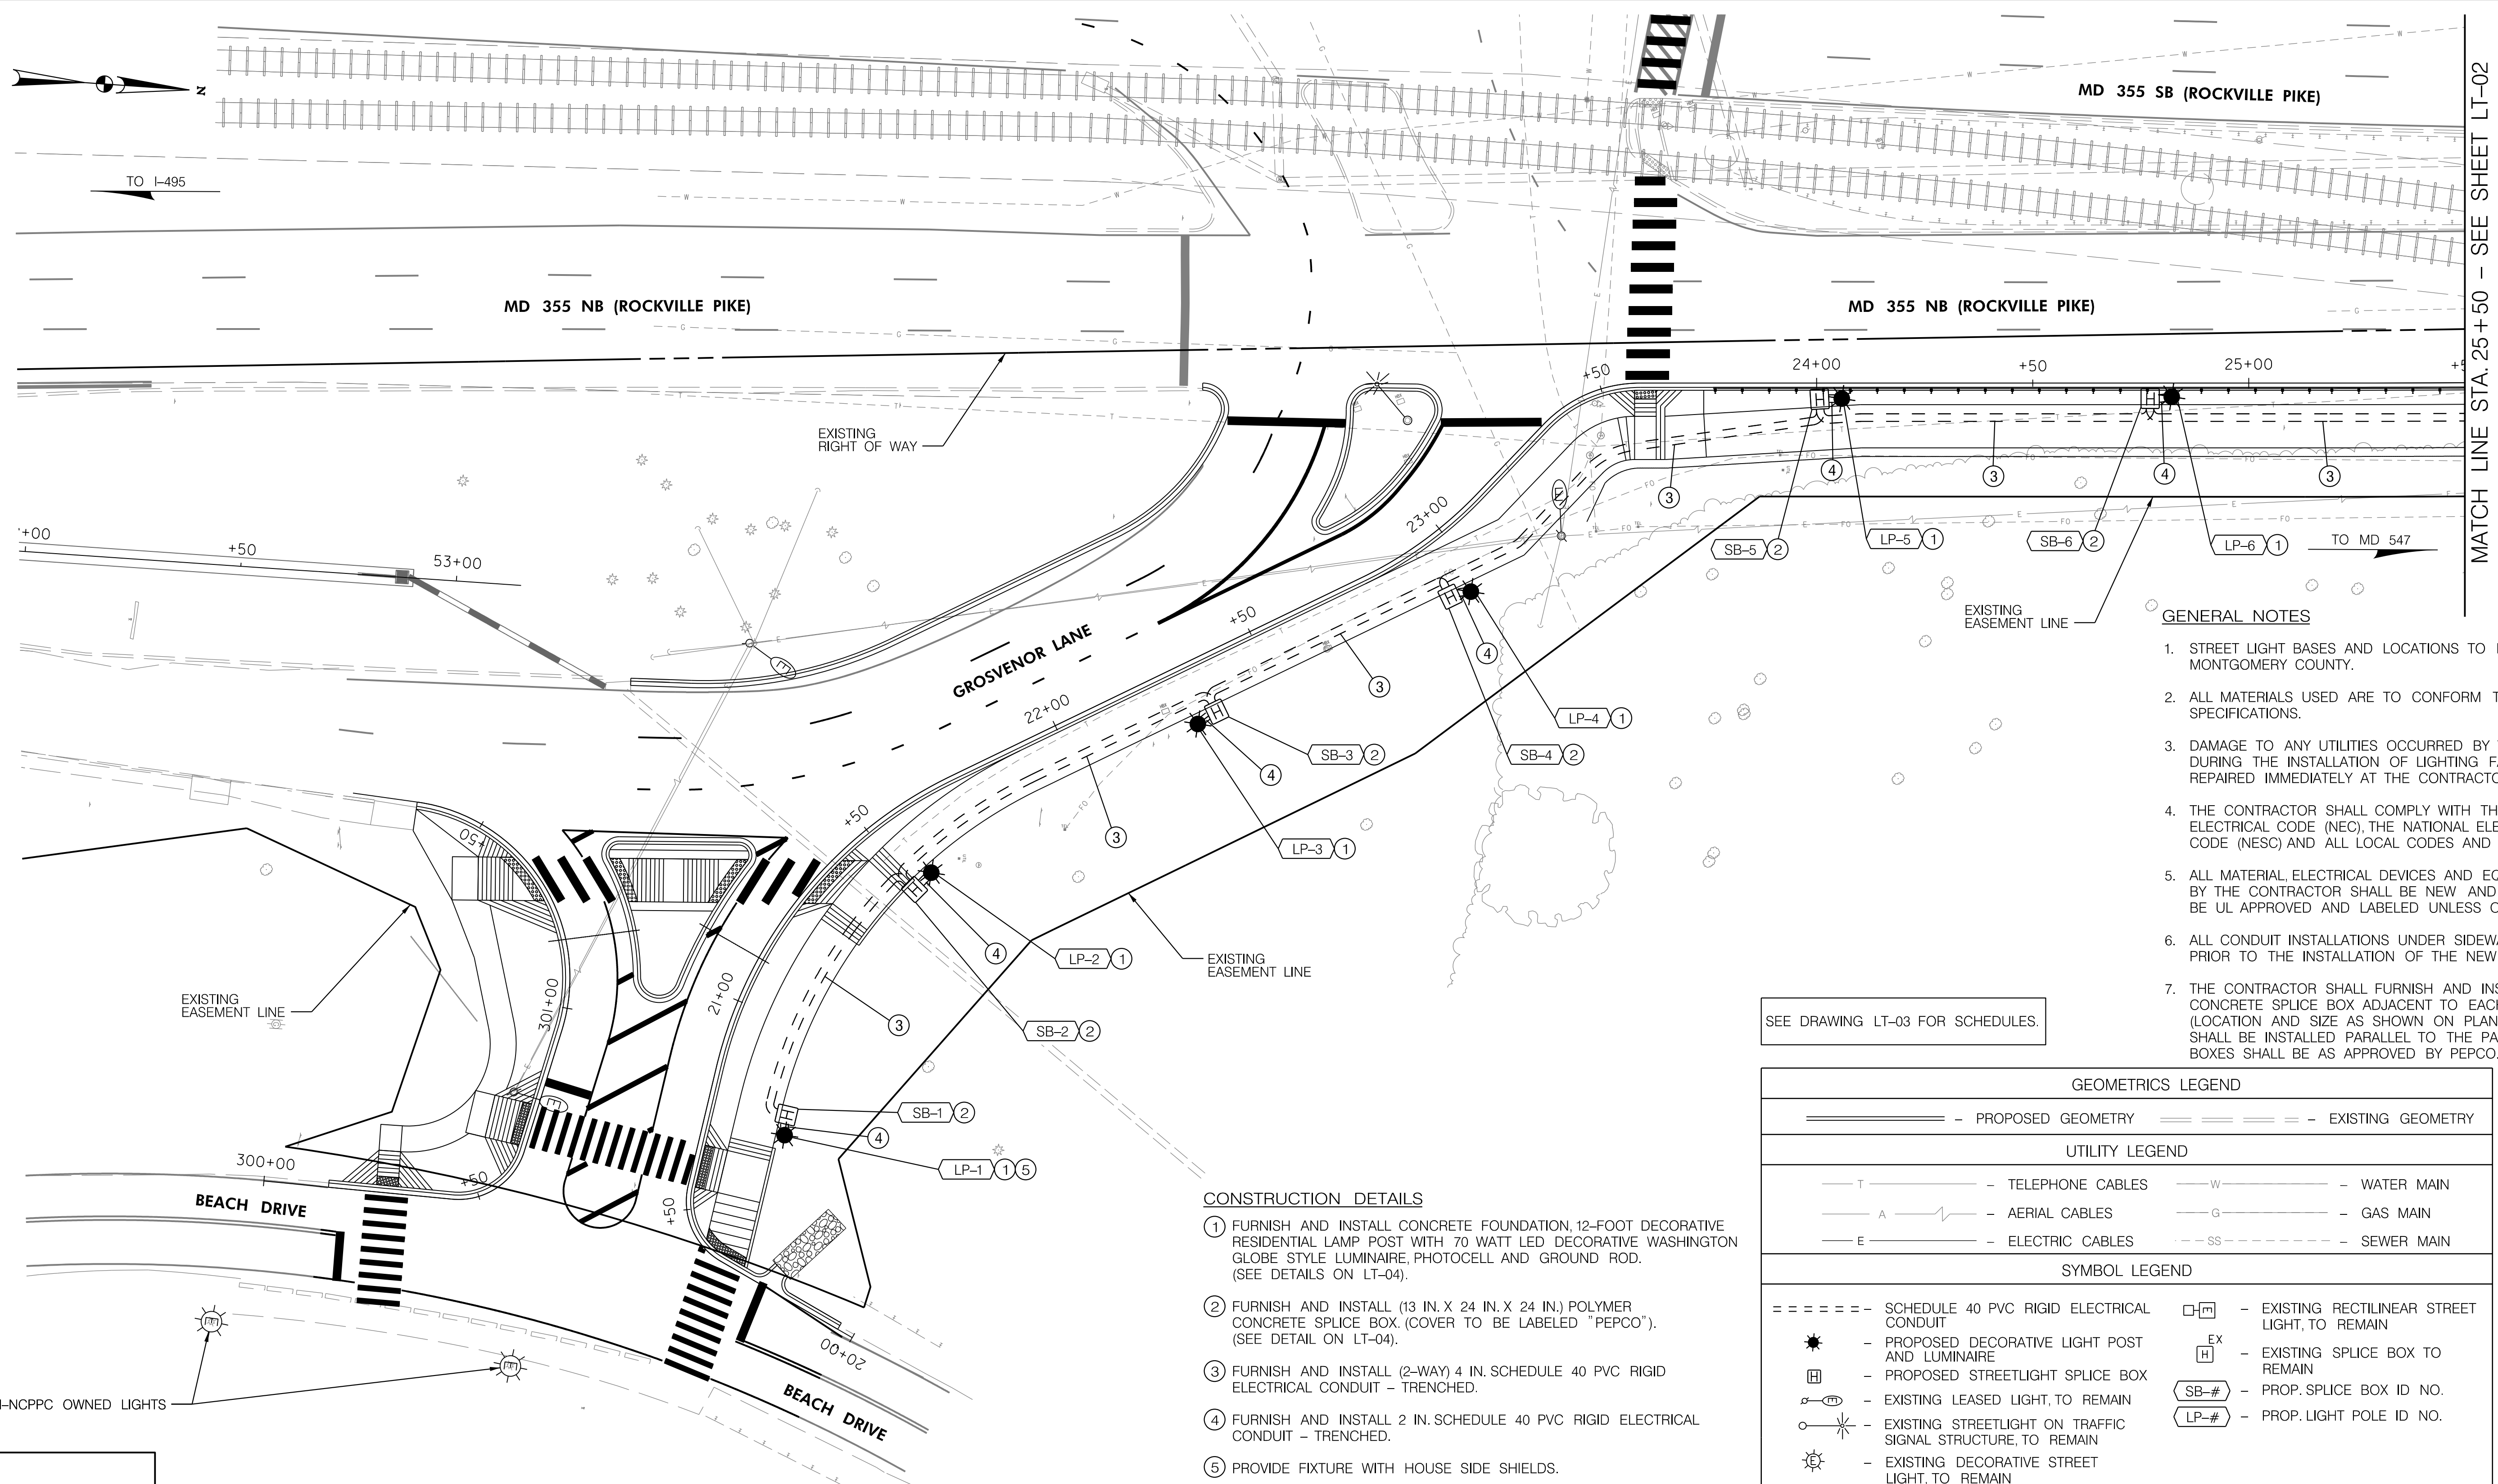 N
TO I-495
MD 355 SB (ROCKVILLE PIKE)
MD 355 NB (ROCKVILLE PIKE)
MD 355 NB (ROCKVILLE PIKE)
MATCH LINE STA. 25+50 - SEE SHEET LT-02
EXISTING
RIGHT OF WAY
+50
24+00
+50
25+00
+00
+50
53+00
23+00
+50
22+00
+50
21+00
+50
20+00
+50
301+00
+50
300+00
GROSVENOR LANE
4
3
4
3
3
SB-5 2
LP-5 1
SB-6 2
LP-6 1
TO MD 547
EXISTING
EASEMENT LINE
4
3
LP-4 1
SB-4 2
SB-3 2
4
3
LP-3 1
4
LP-2 1
EXISTING
EASEMENT LINE
3
SB-2 2
EXISTING
EASEMENT LINE
SB-1 2
4
LP-1 1 5
BEACH DRIVE
BEACH DRIVE
-NCPPC OWNED LIGHTS
GENERAL NOTES
1. STREET LIGHT BASES AND LOCATIONS TO
MONTGOMERY COUNTY.
2. ALL MATERIALS USED ARE TO CONFORM
SPECIFICATIONS.
3. DAMAGE TO ANY UTILITIES OCCURRED BY
DURING THE INSTALLATION OF LIGHTING
REPAIRED IMMEDIATELY AT THE
4. THE CONTRACTOR SHALL COMPLY WITH
ELECTRICAL CODE (NEC), THE NATIONAL
CODE (NESC) AND ALL LOCAL CODES AND
5. ALL MATERIAL, ELECTRICAL DEVICES AND
BY THE CONTRACTOR SHALL BE NEW AND
BE UL APPROVED AND LABELED UNLESS
6. ALL CONDUIT INSTALLATIONS UNDER
PRIOR TO THE INSTALLATION OF THE NEW
7. THE CONTRACTOR SHALL FURNISH AND
CONCRETE SPLICE BOX ADJACENT TO
(LOCATION AND SIZE AS SHOWN ON
SHALL BE INSTALLED PARALLEL TO THE
BOXES SHALL BE AS APPROVED BY PEPCO.
SEE DRAWING LT-03 FOR SCHEDULES.
CONSTRUCTION DETAILS
1 FURNISH AND INSTALL CONCRETE FOUNDATION, 12-FOOT DECORATIVE
RESIDENTIAL LAMP POST WITH 70 WATT LED DECORATIVE WASHINGTON
GLOBE STYLE LUMINAIRE, PHOTOCELL AND GROUND ROD.
(SEE DETAILS ON LT-04).
2 FURNISH AND INSTALL (13 IN. X 24 IN. X 24 IN.) POLYMER
CONCRETE SPLICE BOX. (COVER TO BE LABELED "PEPCO").
(SEE DETAIL ON LT-04).
3 FURNISH AND INSTALL (2-WAY) 4 IN. SCHEDULE 40 PVC RIGID
ELECTRICAL CONDUIT - TRENCHED.
4 FURNISH AND INSTALL 2 IN. SCHEDULE 40 PVC RIGID ELECTRICAL
CONDUIT - TRENCHED.
5 PROVIDE FIXTURE WITH HOUSE SIDE SHIELDS.
GEOMETRICS LEGEND
- PROPOSED GEOMETRY - EXISTING GEOMETRY
UTILITY LEGEND
T - TELEPHONE CABLES W - WATER MAIN
A - AERIAL CABLES G - GAS MAIN
E - ELECTRIC CABLES SS - SEWER MAIN
SYMBOL LEGEND
- SCHEDULE 40 PVC RIGID ELECTRICAL
CONDUIT
- PROPOSED DECORATIVE LIGHT POST
AND LUMINAIRE
H - PROPOSED STREETLIGHT SPLICE BOX
E - EXISTING LEASED LIGHT, TO REMAIN
- EXISTING STREETLIGHT ON TRAFFIC
SIGNAL STRUCTURE, TO REMAIN
E - EXISTING DECORATIVE STREET
LIGHT, TO REMAIN
E - EXISTING RECTILINEAR STREET
LIGHT, TO REMAIN
EX
H - EXISTING SPLICE BOX TO
REMAIN
SB-# - PROP. SPLICE BOX ID NO.
LP-# - PROP. LIGHT POLE ID NO.